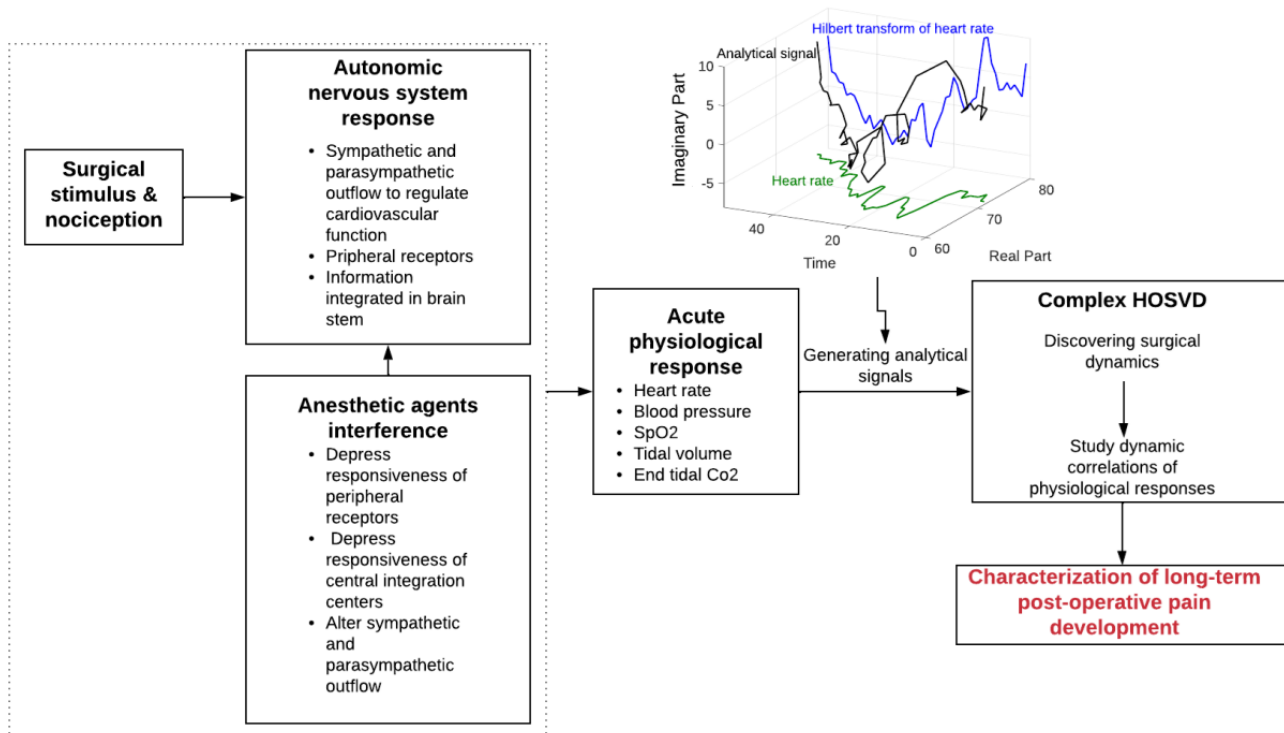 Surgical
stimulus &
nociception
Autonomic
nervous system
response
• Sympathetic and
parasympathetic
outflow to regulate
cardiovascular
function
• Pripheral receptors
• Information
integrated in brain
stem
Anesthetic agents
interference
• Depress
responsiveness of
peripheral
receptors
• Depress
responsiveness of
central integration
centers
• Alter sympathetic
and
parasympathetic
outflow
Acute
physiological
response
• Heart rate
• Blood pressure
• SpO2
• Tidal volume
• End tidal Co2
Hilbert transform of heart rate
Analytical signal
Heart rate
Imaginary Part
10
5
0
-5
40
20
0
Time
60
70
80
Real Part
Generating analytical
signals
Complex HOSVD
Discovering surgical
dynamics
Study dynamic
correlations of
physiological responses
Characterization of long-term
post-operative pain
development